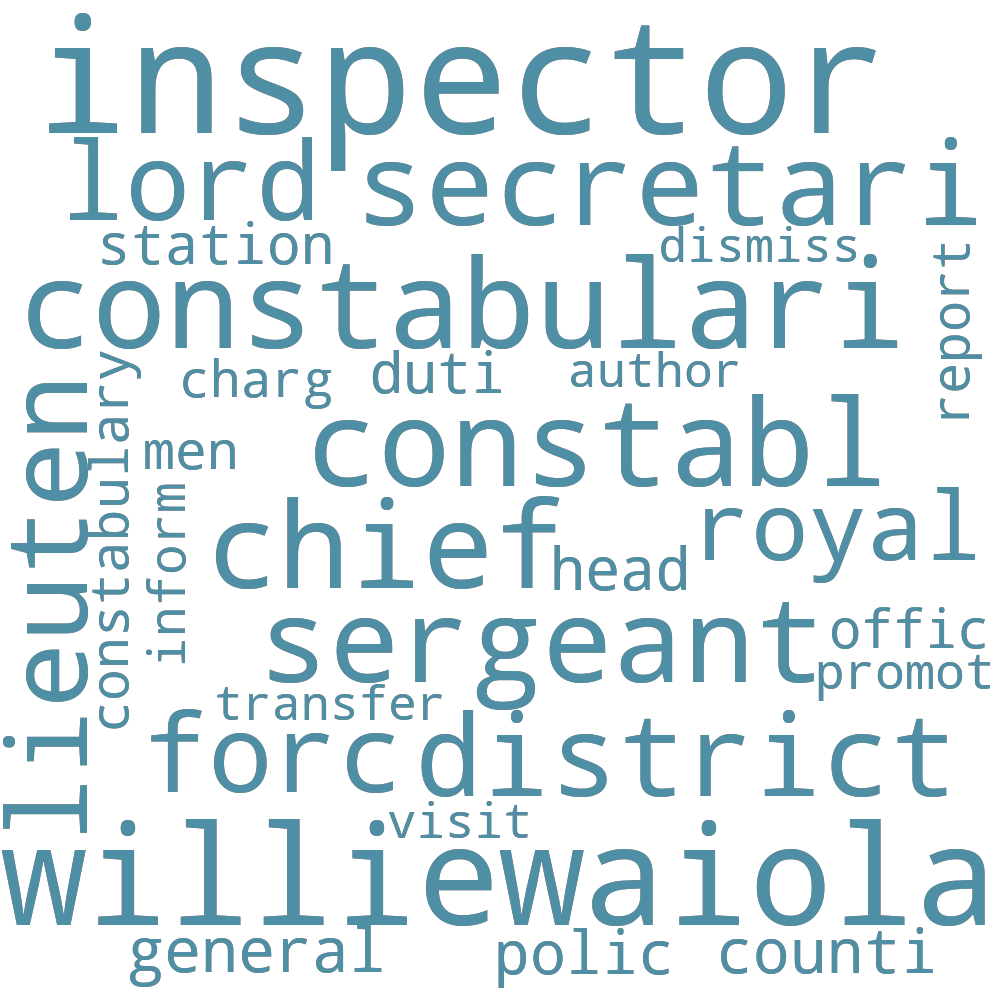 inspector
lord secretari
station dismiss
report
constabulari
charg duti author
constabulary
lieuten
constabl
men
inform
chief royal
head
sergeant offic
promot
transfer
forc district
visit
williewaiola
general polic counti